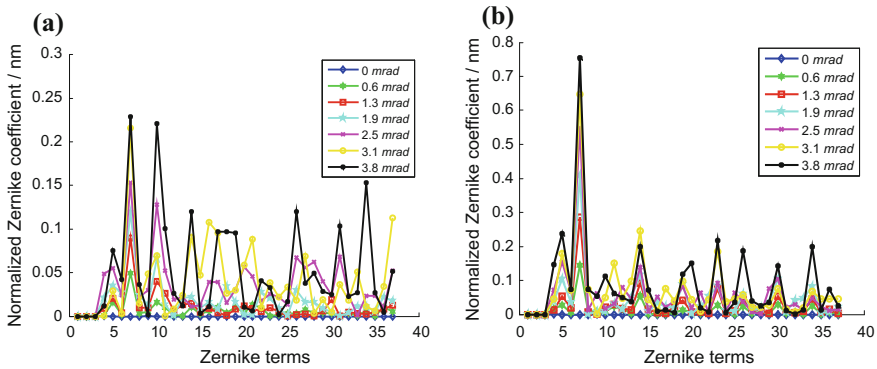 (a)
Normalized Zernike coefficient / nm
0.3
0.25
0.2
0.15
0.1
0.05
0
0 5 10 15 20 25 30 35 40
Zernike terms
0 mrad
0.6 mrad
1.3 mrad
1.9 mrad
2.5 mrad
3.1 mrad
3.8 mrad
(b)
Normalized Zernike coefficient / nm
0.8
0.7
0.6
0.5
0.4
0.3
0.2
0.1
0
0 5 10 15 20 25 30 35 40
Zernike terms
0 mrad
0.6 mrad
1.3 mrad
1.9 mrad
2.5 mrad
3.1 mrad
3.8 mrad